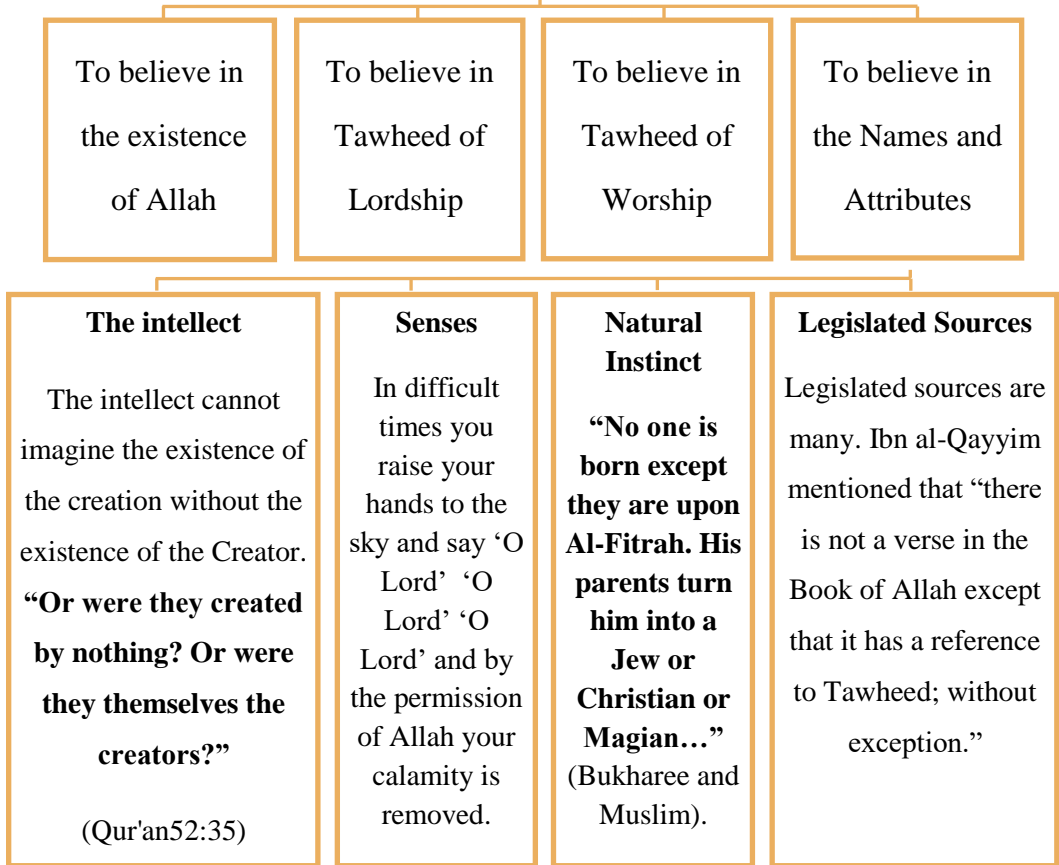 To believe in
the existence
of Allah
To believe in
Tawheed of
Lordship
To believe in
Tawheed of
Worship
To believe in
the Names and
Attributes
The intellect
The intellect cannot
imagine the existence of
the creation without the
existence of the Creator.
“Or were they created
by nothing? Or were
they themselves the
creators?”
(Qur'an52:35)
Senses
In difficult
times you
raise your
hands to the
sky and say ‘O
Lord’ ‘O
Lord’ ‘O
Lord’ and by
the permission
of Allah your
calamity is
removed.
Natural
Instinct
“No one is
born except
they are upon
Al-Fitrah. His
parents turn
him into a
Jew or
Christian or
Magian…”
(Bukharee and
Muslim).
Legislated Sources
Legislated sources are
many. Ibn al-Qayyim
mentioned that “there
is not a verse in the
Book of Allah except
that it has a reference
to Tawheed; without
exception.”